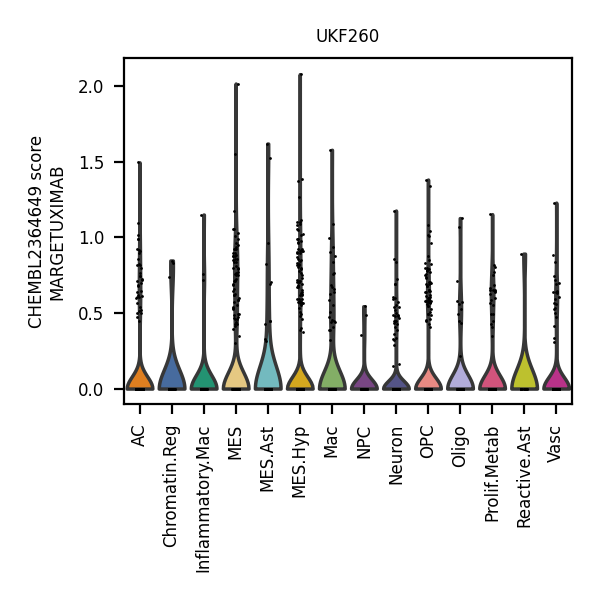 UKF260
CHEMBL2364649 score
MARGETUXIMAB
2.0
1.5
1.0
0.5
0.0
AC
Chromatin.Reg
Inflammatory.Mac
MES
MES.Ast
MES.Hyp
Mac
NPC
Neuron
OPC
Oligo
Prolif.Metab
Reactive.Ast
Vasc